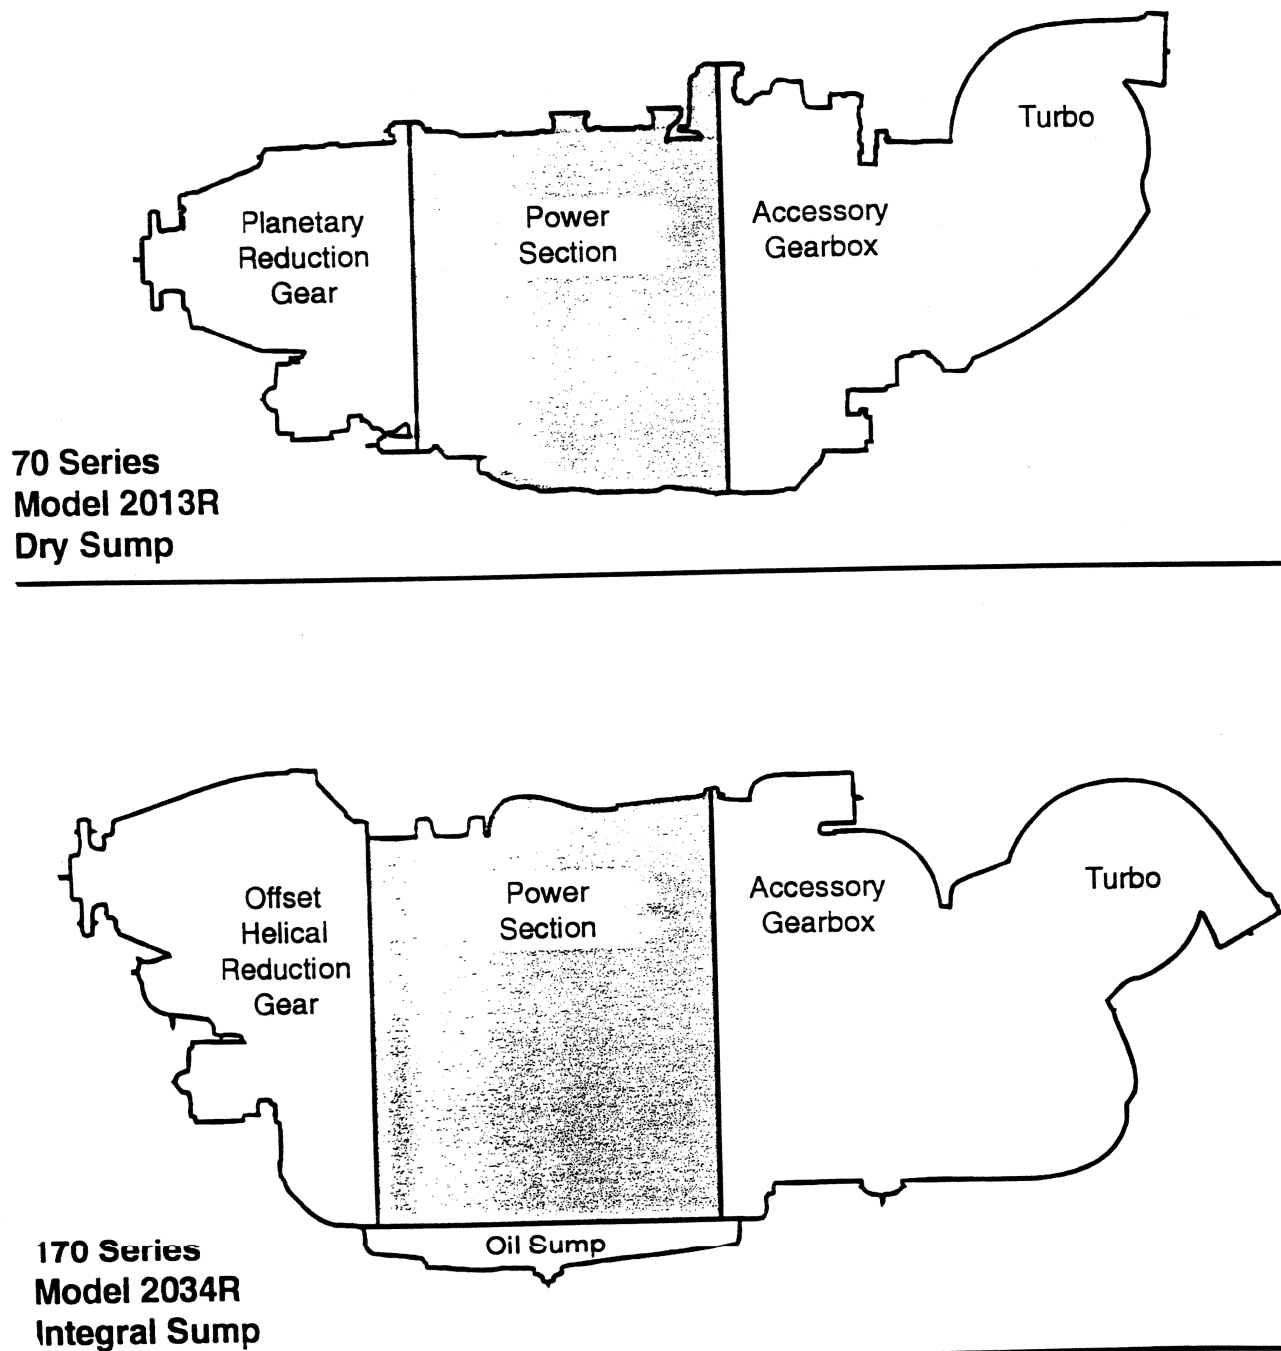 Turbo
Planetary
Reduction
Gear
Power
Section
Accessory
Gearbox
70 Series
Model 2013R
Dry Sump
Offset
Helical
Reduction
Gear
Power
Section
Accessory
Gearbox
Turbo
Oil Sump
170 Series
Model 2034R
Integral Sump